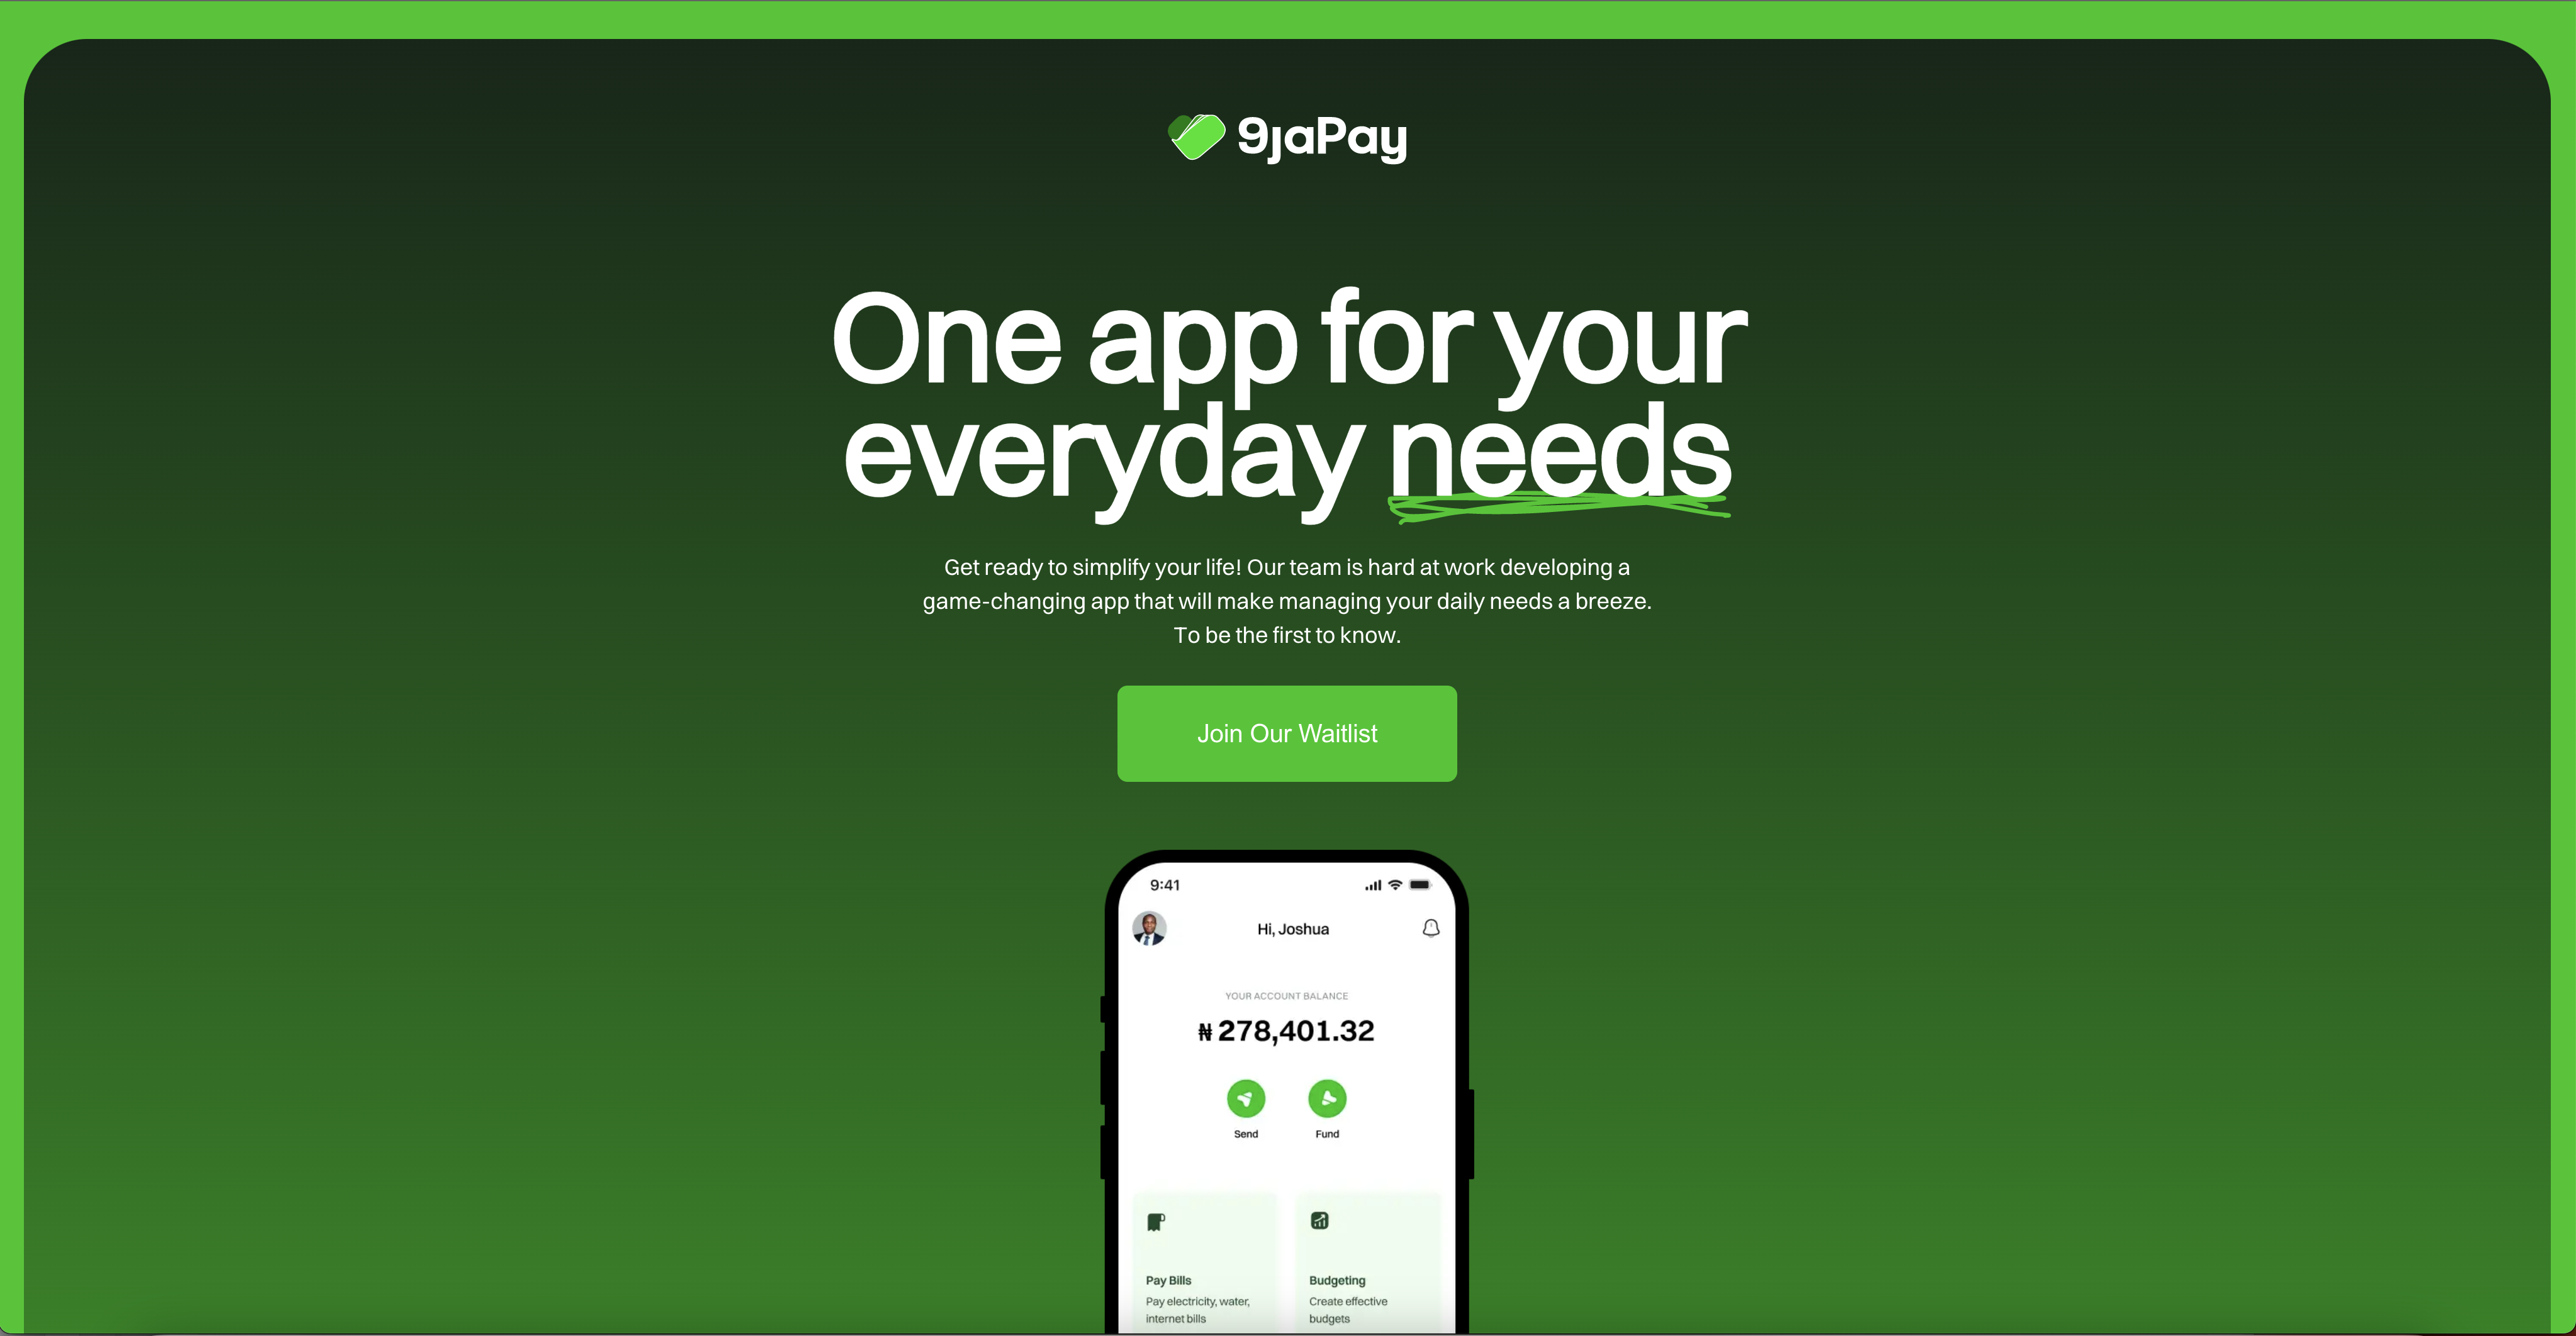 9jaPay
One app for your
everyday needs
Get ready to simplify your life! Our team is hard at work developing a
game-changing app that will make managing your daily needs a breeze.
To be the first to know.
Join Our Waitlist
9:41
Hi, Joshua
YOUR ACCOUNT BALANCE
₦ 278,401.32
Send Fund
Pay Bills Budgeting
Pay electricity, water, Create effective
internet bills budgets